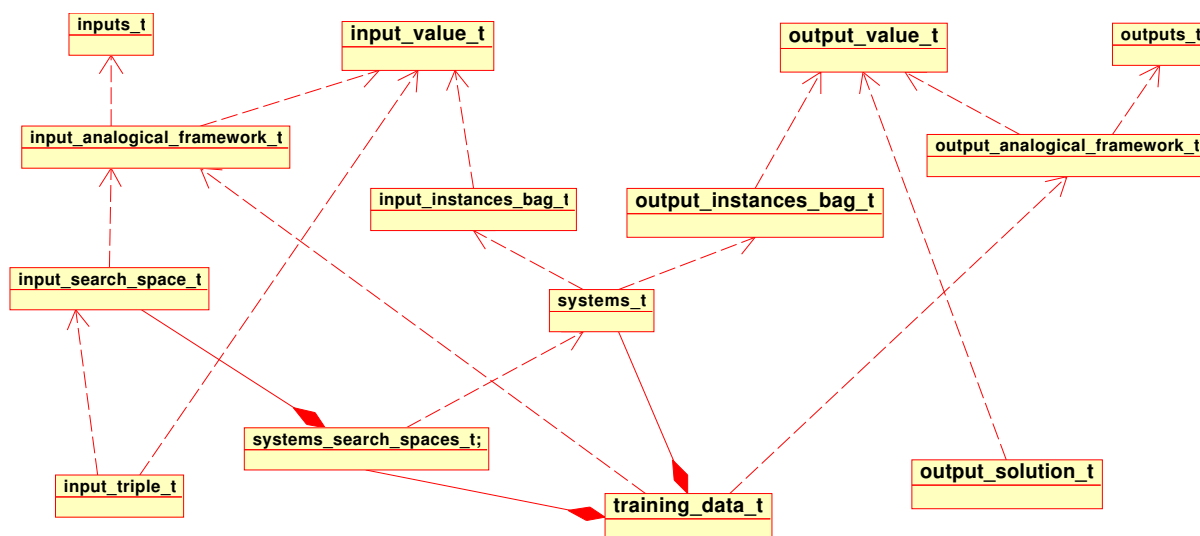 inputs_t
input_value_t
output_value_t
outputs_t
input_analogical_framework_t
output_analogical_framework_t
input_instances_bag_t
output_instances_bag_t
input_search_space_t
systems_t
systems_search_spaces_t;
input_triple_t
output_solution_t
training_data_t